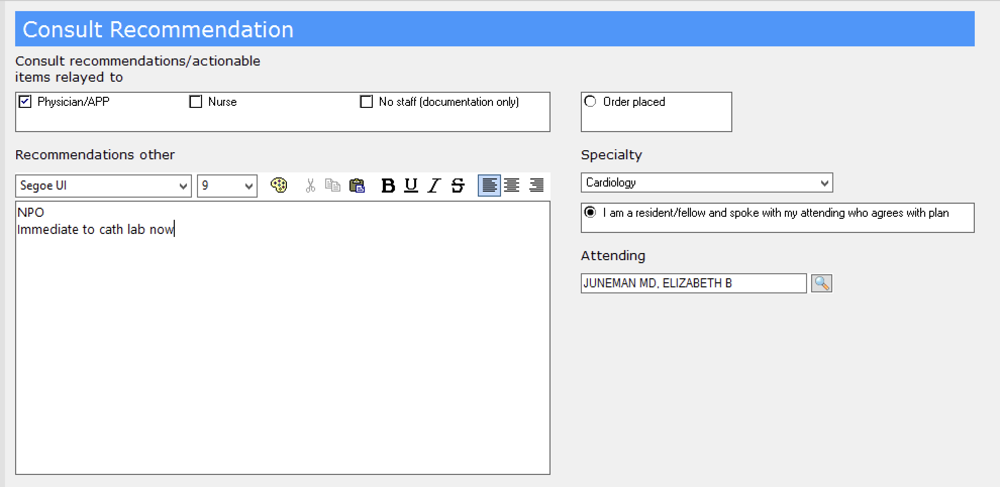 Consult Recommendation
Consult recommendations/actionable
items relayed to
Physician/APP
Nurse
No staff (documentation only)
Order placed
Recommendations other
Specialty
Segoe UI
9
B U I S
Cardiology
NPO
Immediate to cath lab now
I am a resident/fellow and spoke with my attending who agrees with plan
Attending
JUNEMAN MD, ELIZABETH B